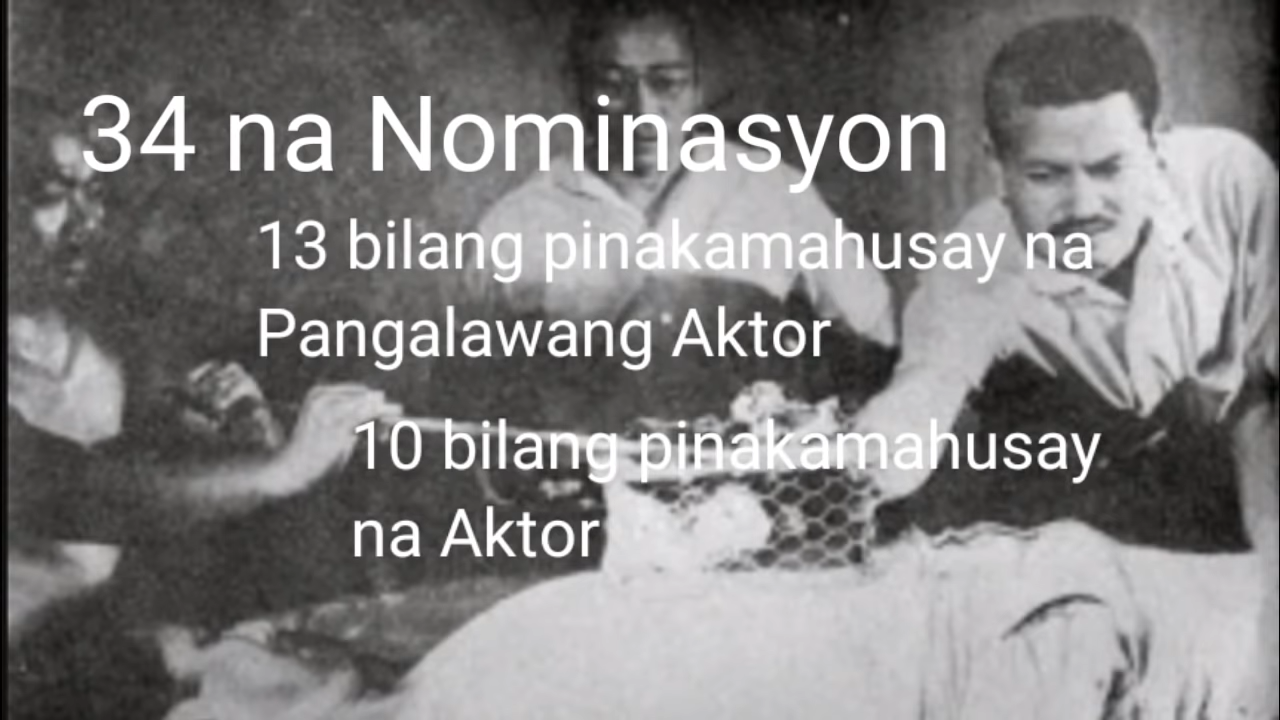 34 na Nominasyon
13 bilang pinakamahusay na
Pangalawang Aktor
10 bilang pinakamahusay
na Aktor